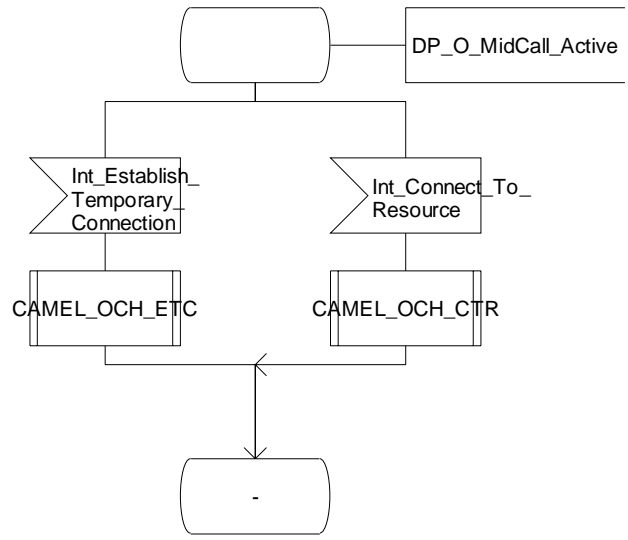 DP_O_MidCall_Active
Int_Establish_
Temporary_
Connection
Int_Connect_To_
Resource
CAMEL_OCH_ETC
CAMEL_OCH_CTR
-